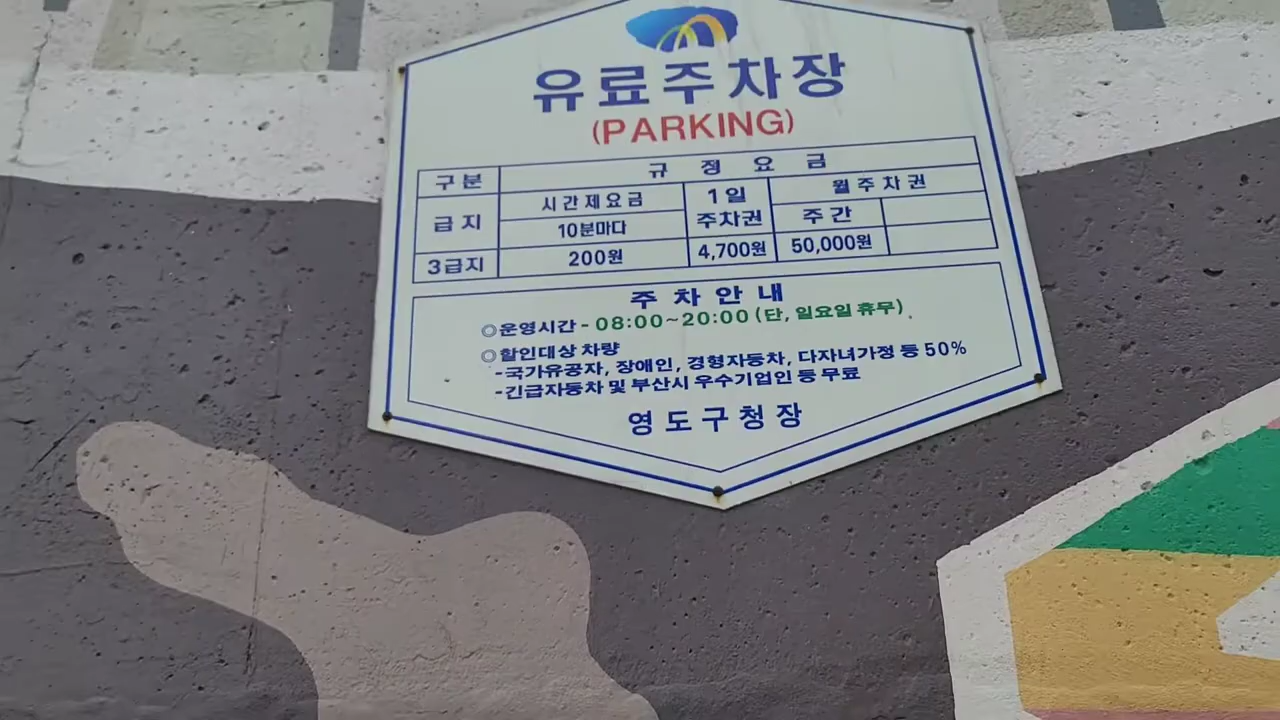 유료주차장
(PARKING)
구분 규정요금
급지 시간제요금 1일 주차권 월주차권
10분마다 주간
3급지 200원 4,700원 50,000원
주차안내
◎운영시간 - 08:00~20:00 (단, 일요일 휴무)
◎할인대상 차량
-국가유공자, 장애인, 경형자동차, 다자녀가정 등 50%
-긴급자동차 및 부산시 우수기업인 등 무료
영도구청장